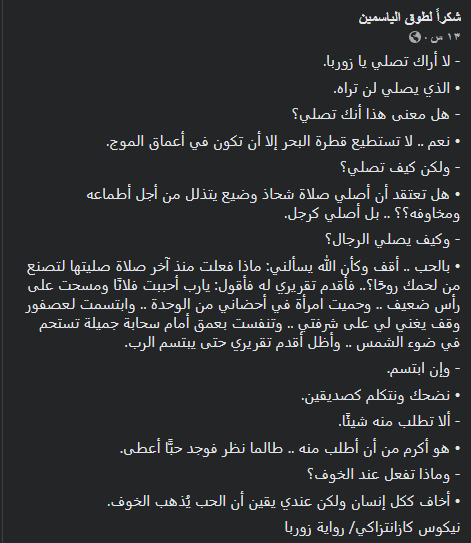 شكراً لطوق الياسمين
١٣ س ·
- لا أراك تصلي يا زوربا.
• الذي يصلي لن تراه.
- هل معنى هذا أنك تصلي؟
• نعم .. لا تستطيع قطرة البحر إلا أن تكون في أعماق الموج.
- ولكن كيف تصلي؟
• هل تعتقد أن أصلي صلاة شحاذ وضيع يتذلل من أجل أطماعه
ومخاوفه؟؟ .. بل أصلي كرجل.
- وكيف يصلي الرجال؟
• بالحب .. أقف وكأن الله يسألني: ماذا فعلت منذ آخر صلاة صليتها لتصنع
من لحمك روحًا؟.. فأقدم تقريري له فأقول: يارب أحببت فلانًا ومسحت على
رأس ضعيف .. وحميت امرأة في أحضاني من الوحدة .. وابتسمت لعصفور
وقف يغني لي على شرفتي .. وتنفست بعمق أمام سحابة جميلة تستحم
في ضوء الشمس .. وأظل أقدم تقريري حتى يبتسم الرب.
- وإن ابتسم.
• نضحك ونتكلم كصديقين.
- ألا تطلب منه شيئًا.
• هو أكرم من أن أطلب منه .. طالما نظر فوجد حبًّا أعطى.
- وماذا تفعل عند الخوف؟
• أخاف ككل إنسان ولكن عندي يقين أن الحب يُذهب الخوف.
نيكوس كازانتزاكي/ رواية زوربا